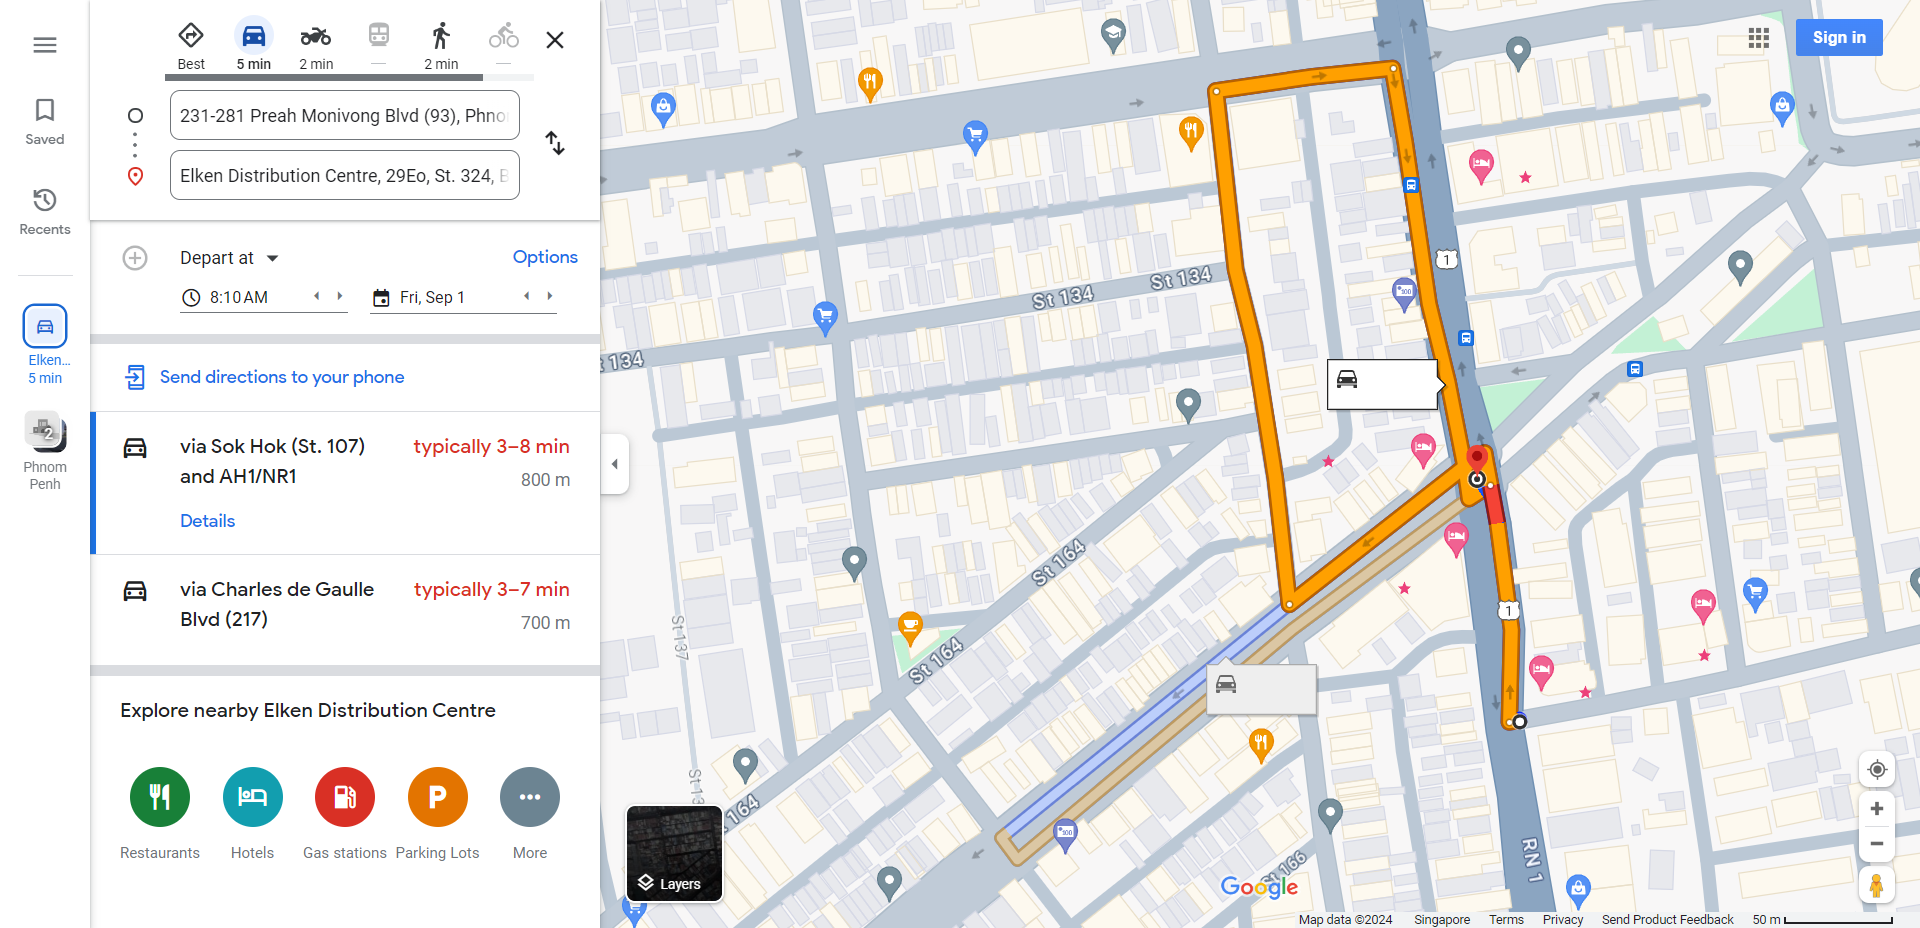 Saved
Recents
Elken...
5 min
2
Phnom
Penh
Best
5 min
2 min
—
2 min
—
231-281 Preah Monivong Blvd (93), Phno
Elken Distribution Centre, 29Eo, St. 324, B
Depart at
Options
8:10 AM
Fri, Sep 1
Send directions to your phone
via Sok Hok (St. 107)
and AH1/NR1
typically 3–8 min
800 m
Details
via Charles de Gaulle
Blvd (217)
typically 3–7 min
700 m
Explore nearby Elken Distribution Centre
P
Restaurants
Hotels
Gas stations
Parking Lots
More
Sign in
1
St 134
St 134
t 134
St 164
1
St 137
St 164
St 13
164
St 166
RN 1
Layers
Google
Map data ©2024
Singapore
Terms
Privacy
Send Product Feedback
50 m